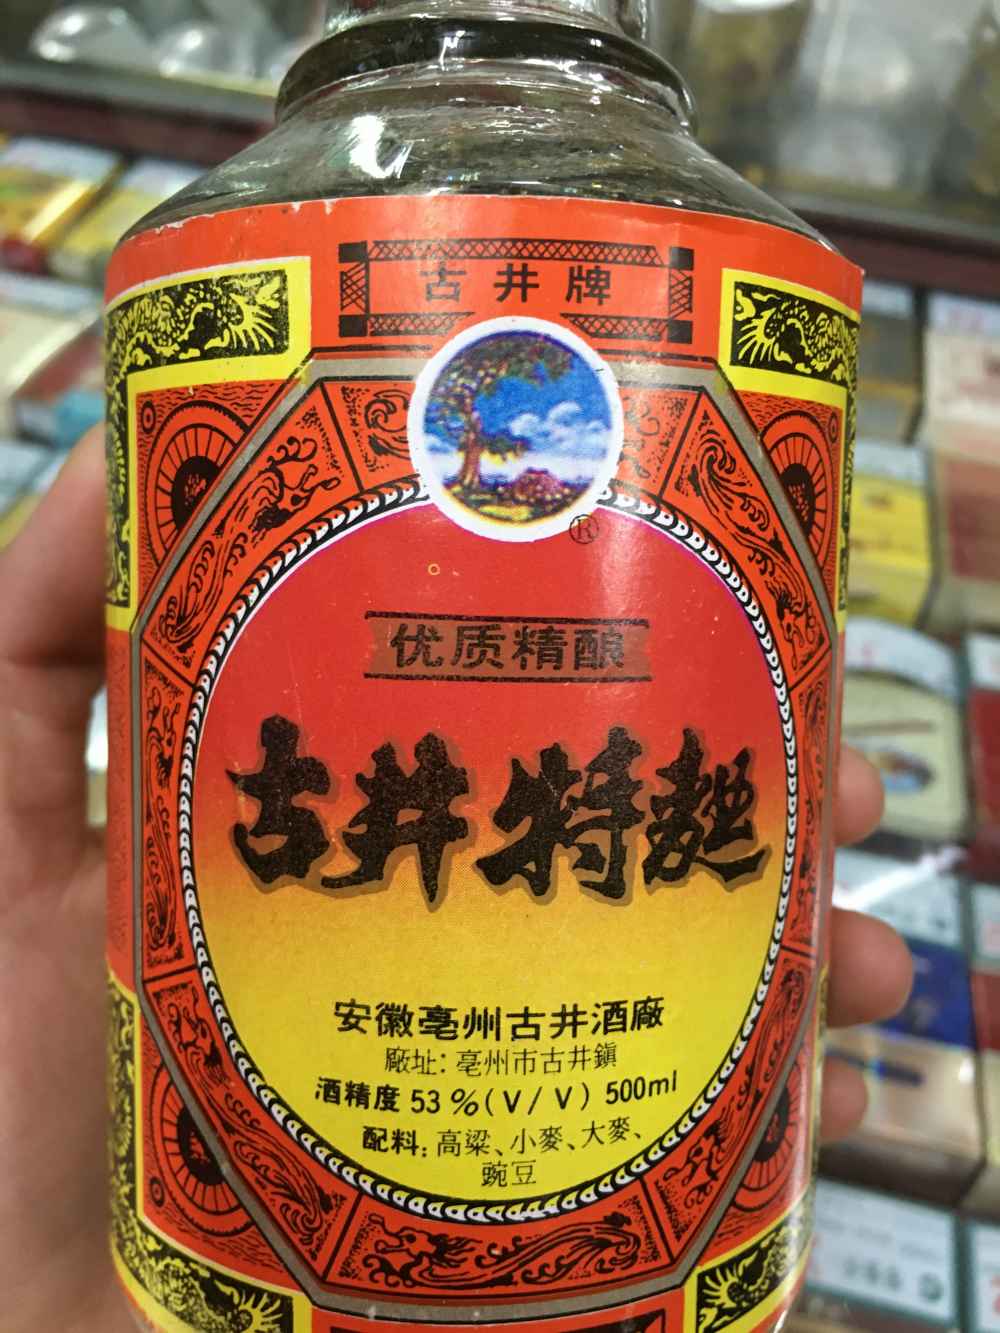 古井牌
®
优质精酿
古井特麯
安徽亳州古井酒廠
廠址：亳州市古井鎮
酒精度 53%(V/V) 500ml
配料：高粱、小麥、大麥、
豌豆